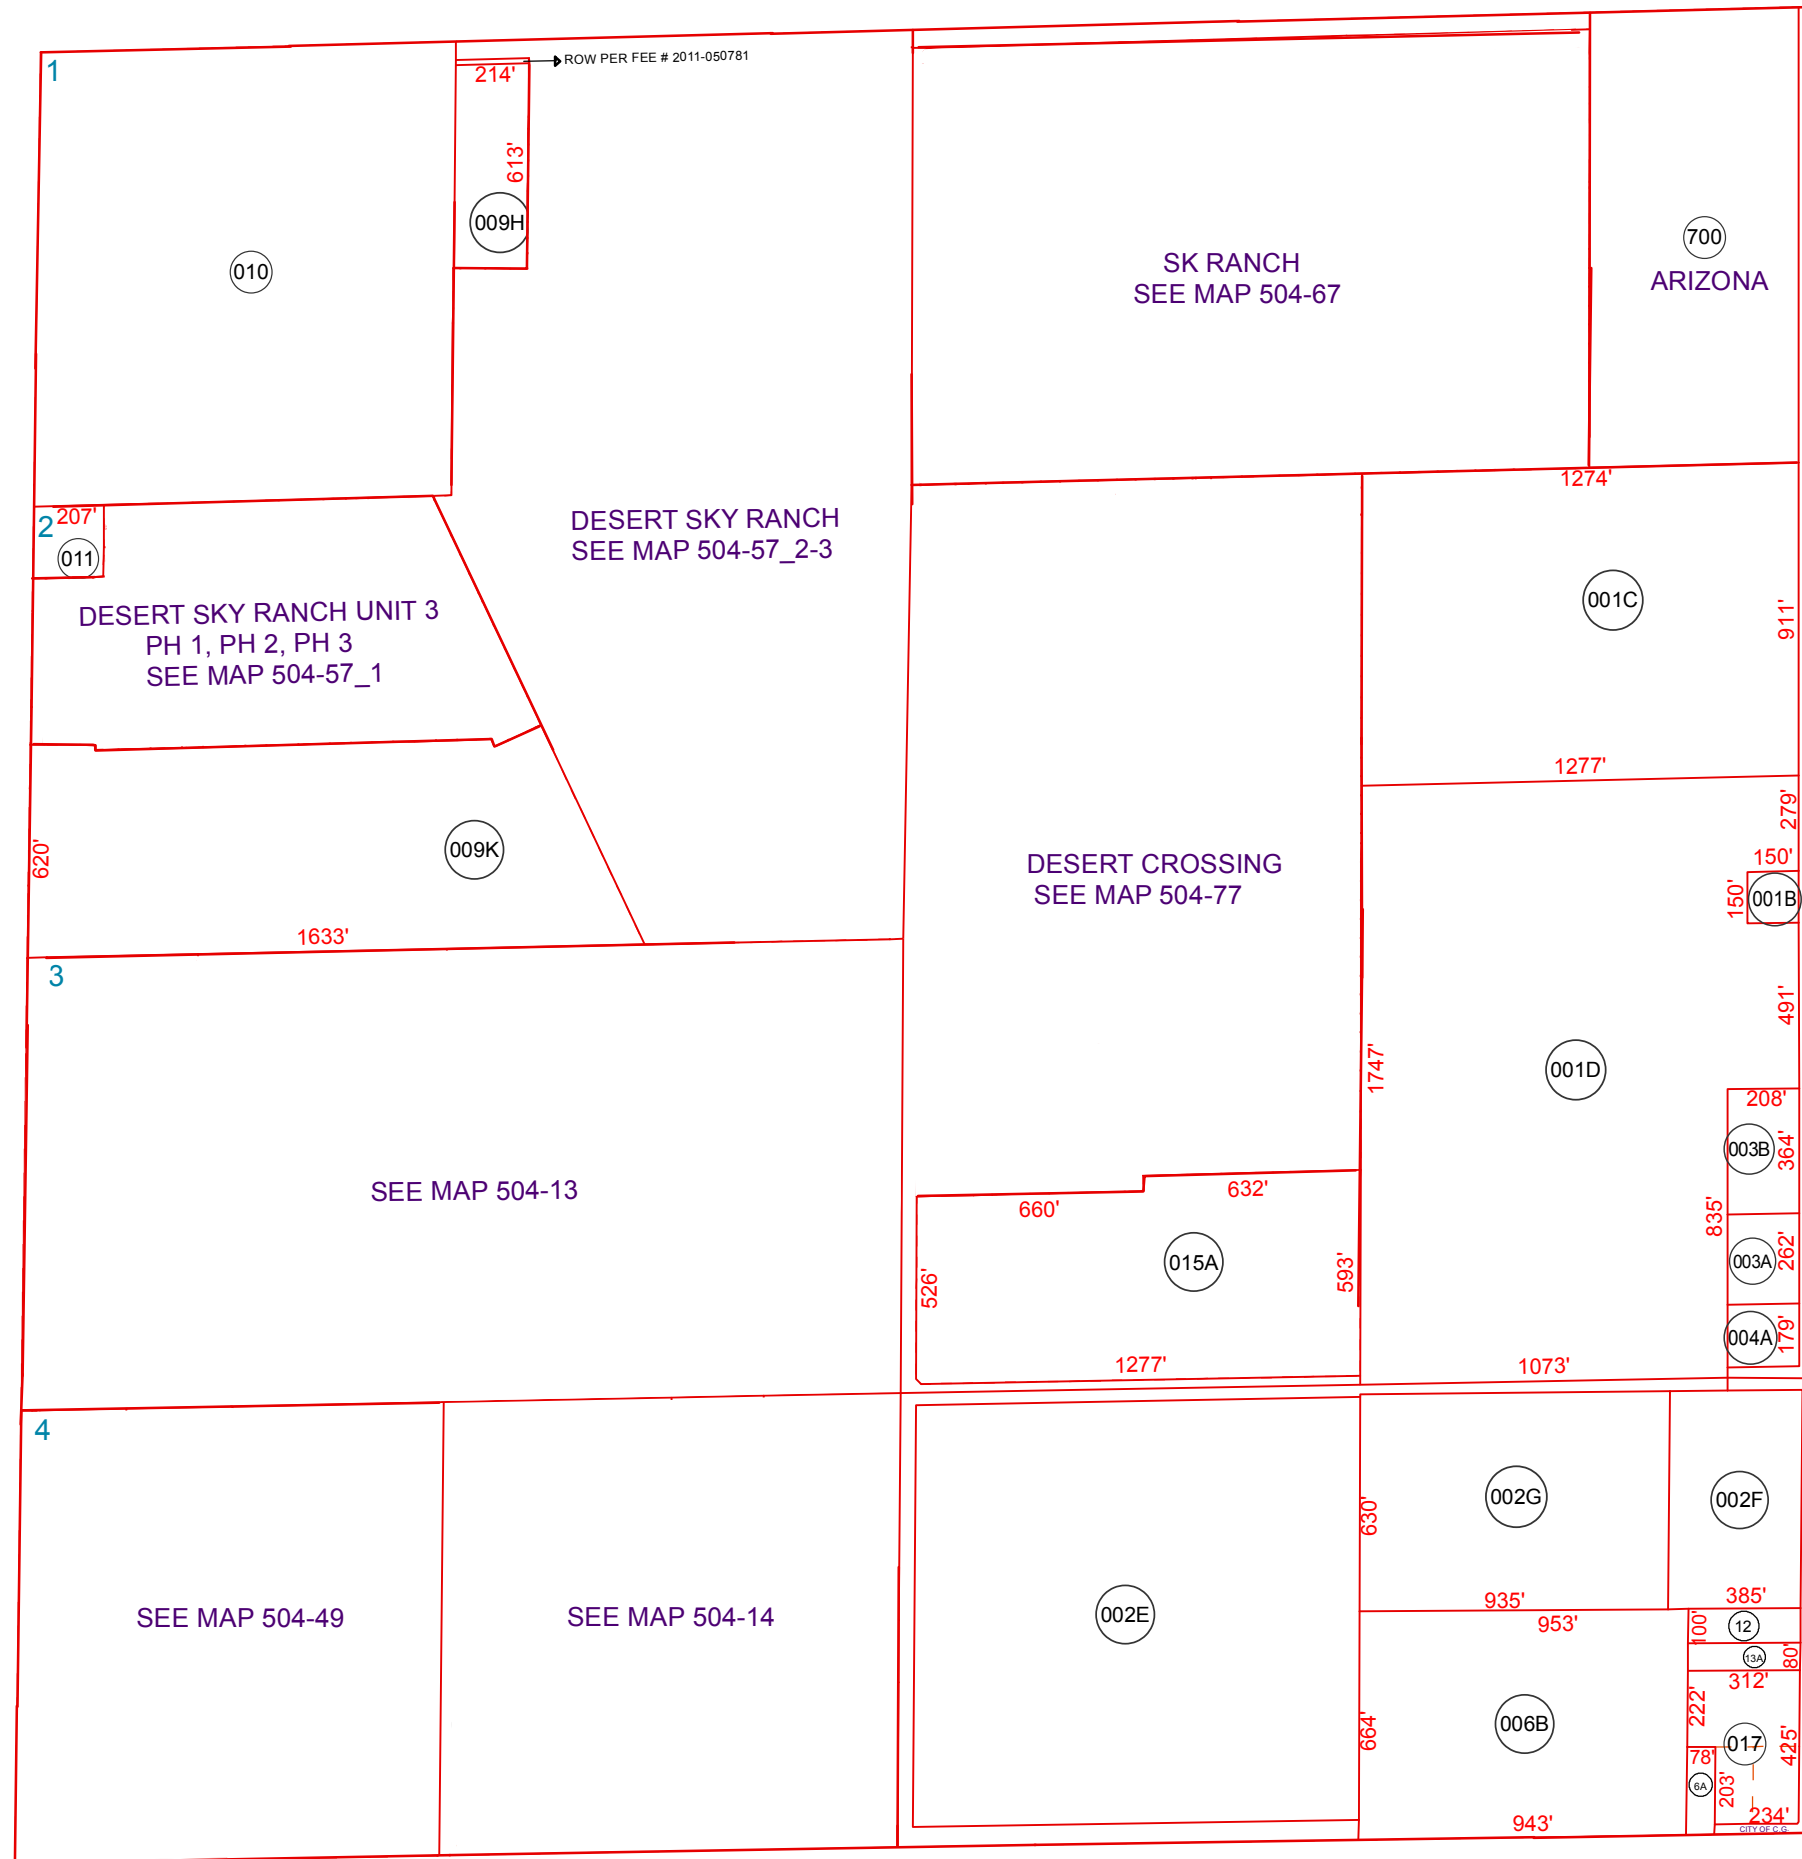 1
ROW PER FEE # 2011-050781
214'
613'
009H
010
SK RANCH
SEE MAP 504-67
700
ARIZONA
1274'
2
207'
011
DESERT SKY RANCH
SEE MAP 504-57_2-3
DESERT SKY RANCH UNIT 3
PH 1, PH 2, PH 3
SEE MAP 504-57_1
001C
911'
1277'
279'
620'
009K
DESERT CROSSING
SEE MAP 504-77
150'
150'
001B
1633'
3
491'
1747'
001D
208'
003B
364'
SEE MAP 504-13
660'
632'
835'
015A
003A
262'
526'
593'
004A
179'
1277'
1073'
4
002G
002F
630'
SEE MAP 504-49
SEE MAP 504-14
002E
935'
385'
953'
100'
12
13A
80'
312'
222'
664'
006B
017
425'
78'
6A
203'
943'
234'
CITY OF C.G.